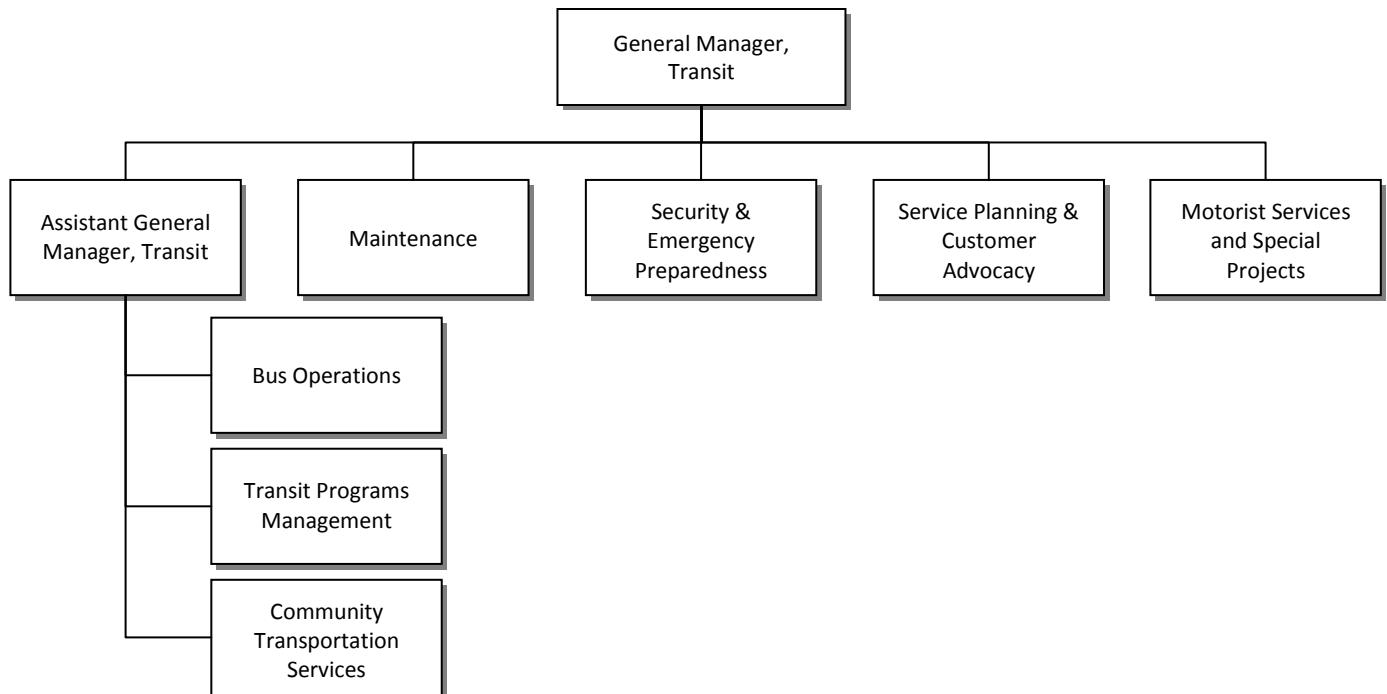 General Manager,
Transit
Assistant General
Manager, Transit
Maintenance
Security &
Emergency
Preparedness
Service Planning &
Customer
Advocacy
Motorist Services
and Special
Projects
Bus Operations
Transit Programs
Management
Community
Transportation
Services